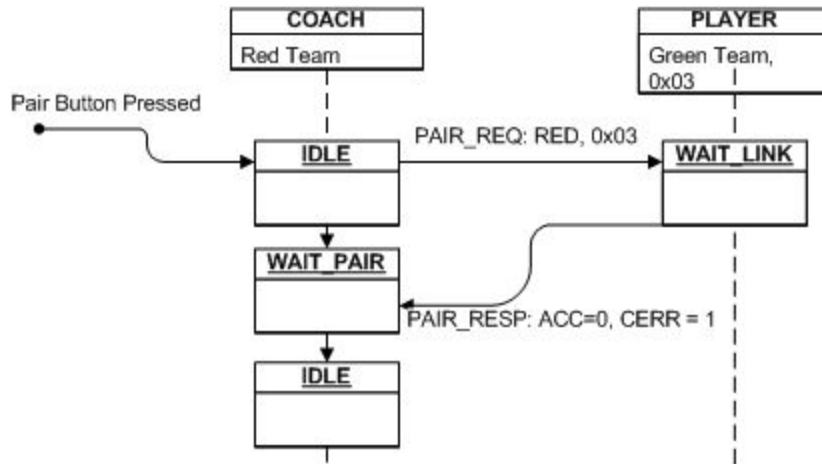 COACH
Red Team
PLAYER
Green Team,
0x03
Pair Button Pressed
IDLE
PAIR_REQ: RED, 0x03
WAIT_LINK
WAIT_PAIR
PAIR_RESP: ACC=0, CERR = 1
IDLE